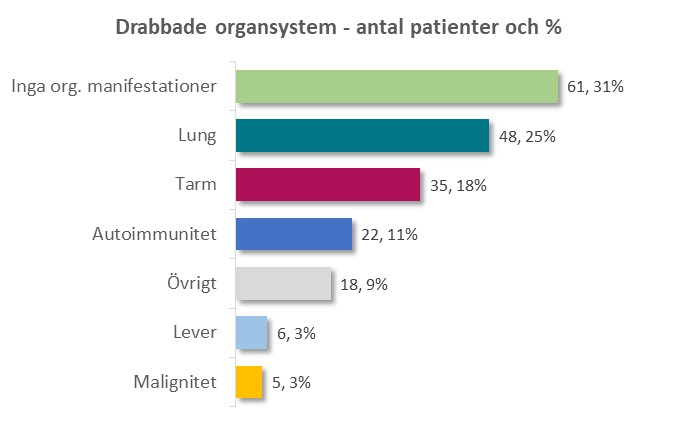 Drabbade organsystem - antal patienter och %
Inga org. manifestationer 61, 31%
Lung 48, 25%
Tarm 35, 18%
Autoimmunitet 22, 11%
Övrigt 18, 9%
Lever 6, 3%
Malignitet 5, 3%